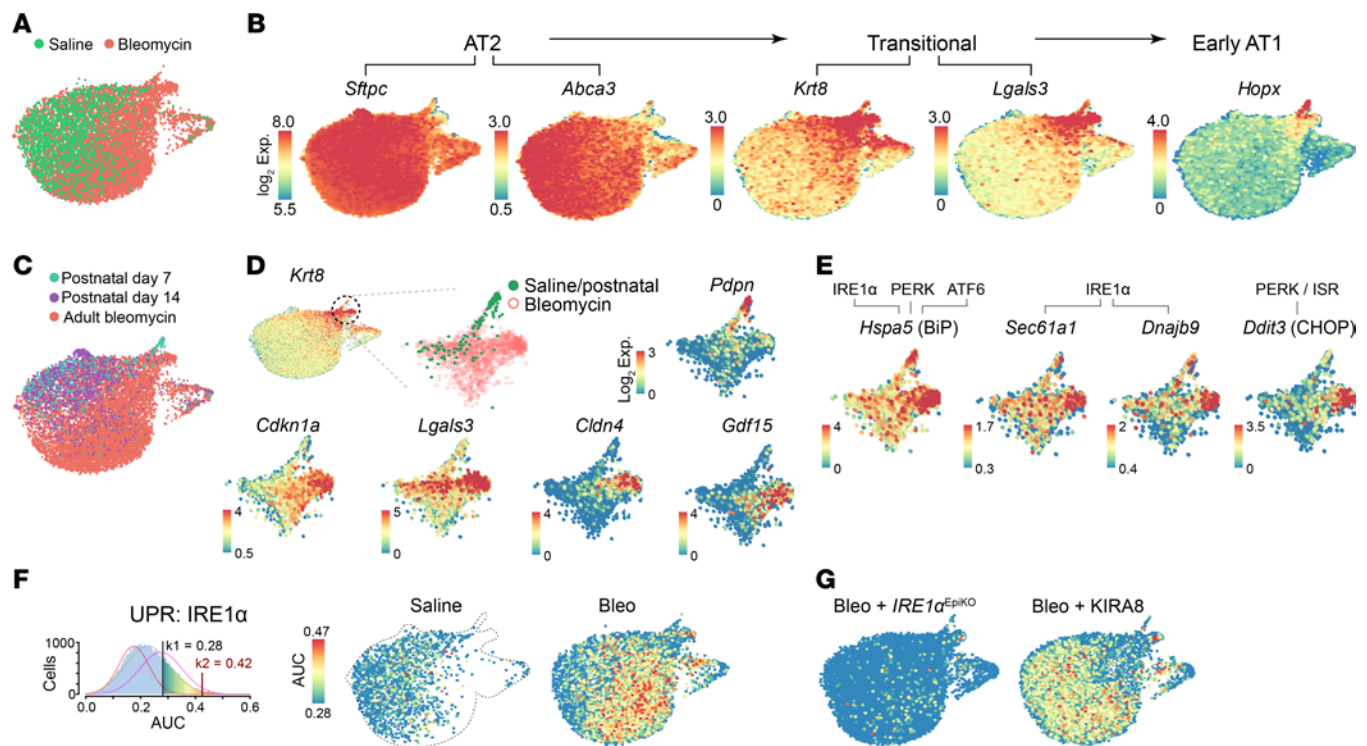 A
Saline Bleomycin
B
AT2 Transitional Early AT1
Sftpc Abca3 Krt8 Lgals3 Hopx
8.0 3.0 3.0 3.0 4.0
log2 Exp.
5.5 0.5 0 0 0
C
Postnatal day 7
Postnatal day 14
Adult bleomycin
D
Krt8
Saline/postnatal
Bleomycin
Pdpn
Log2 Exp.
3
0
Cdkn1a Lgals3 Cldn4 Gdf15
4 5 4 4
0.5 0 0 0
E
IRE1α PERK ATF6 IRE1α PERK / ISR
Hspa5 (BiP) Sec61a1 Dnajb9 Ddit3 (CHOP)
4 1.7 2 3.5
0 0.3 0.4 0
F
UPR: IRE1α
1000
0
Cells
k1 = 0.28
k2 = 0.42
0.0 0.2 0.4 0.6
AUC
0.47
AUC
0.28
Saline Bleo
G
Bleo + IRE1αEpiKO Bleo + KIRA8